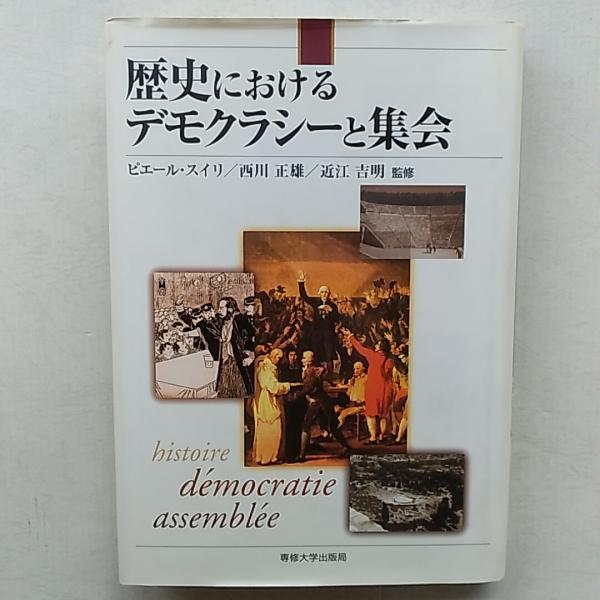 歴史における
デモクラシーと集会
ピエール・スイリ／西川 正雄／近江 吉明 監修
histoire
démocratie
assemblée
専修大学出版局